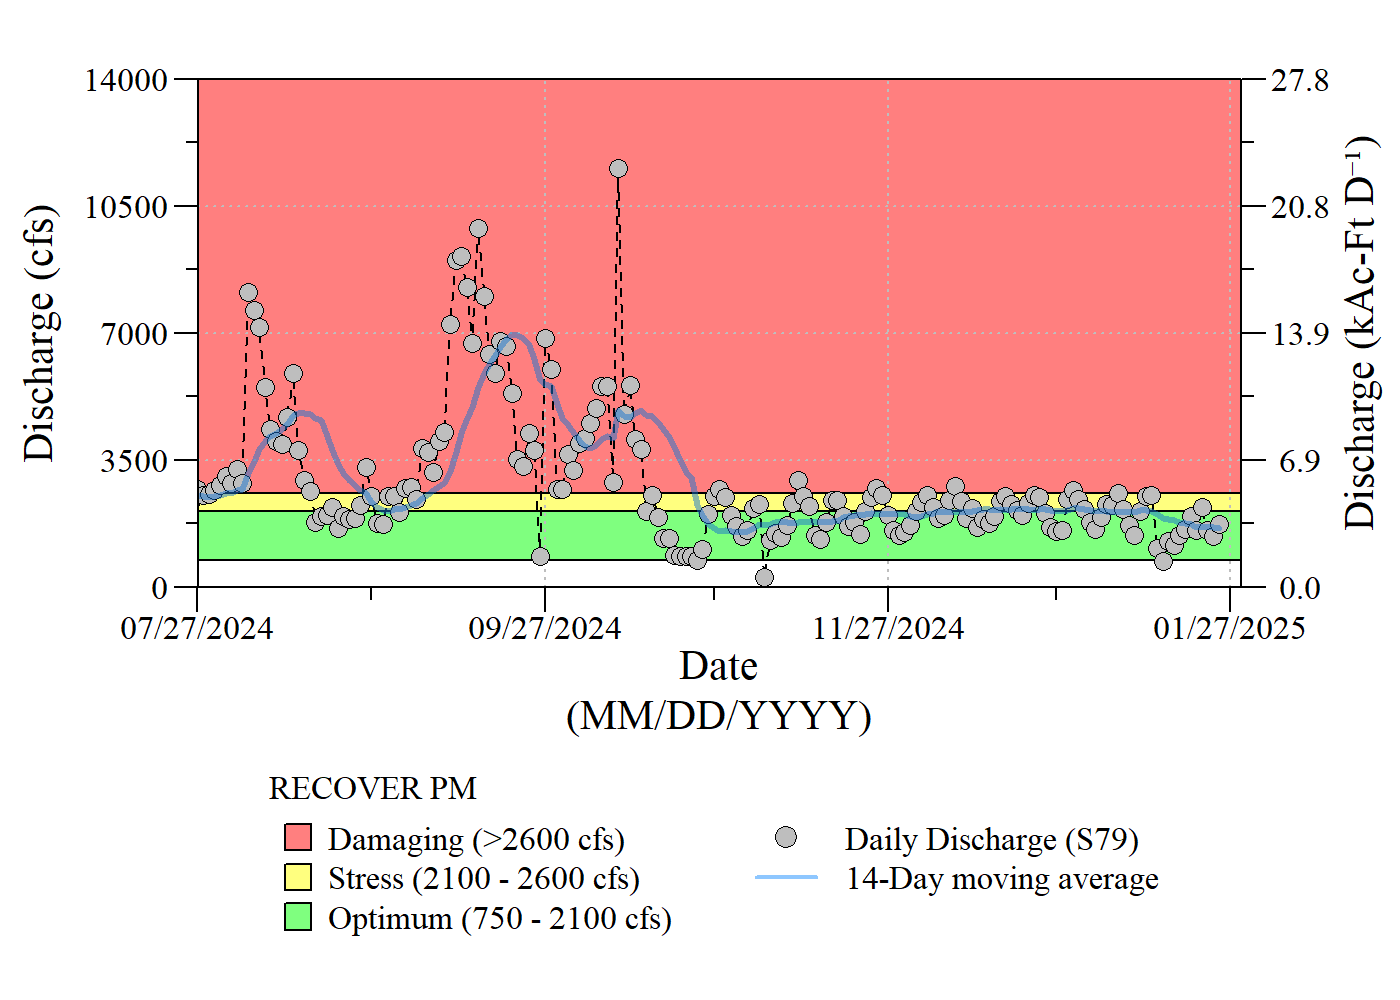 14000
10500
7000
3500
0
Discharge (cfs)
27.8
20.8
13.9
6.9
0.0
Discharge (kAc-Ft D⁻¹)
07/27/2024 09/27/2024 11/27/2024 01/27/2025
Date
(MM/DD/YYYY)
RECOVER PM
Damaging (>2600 cfs)
Stress (2100 - 2600 cfs)
Optimum (750 - 2100 cfs)
Daily Discharge (S79)
14-Day moving average